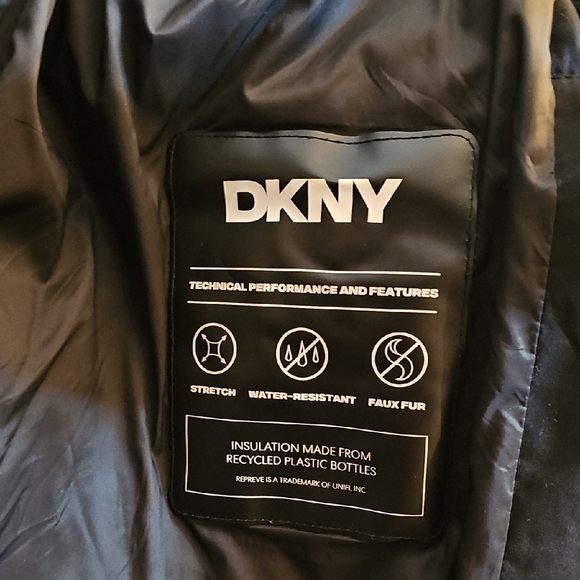 DKNY
TECHNICAL PERFORMANCE AND FEATURES
STRETCH WATER-RESISTANT FAUX FUR
INSULATION MADE FROM
RECYCLED PLASTIC BOTTLES
REPREVE IS A TRADEMARK OF UNIFI, INC